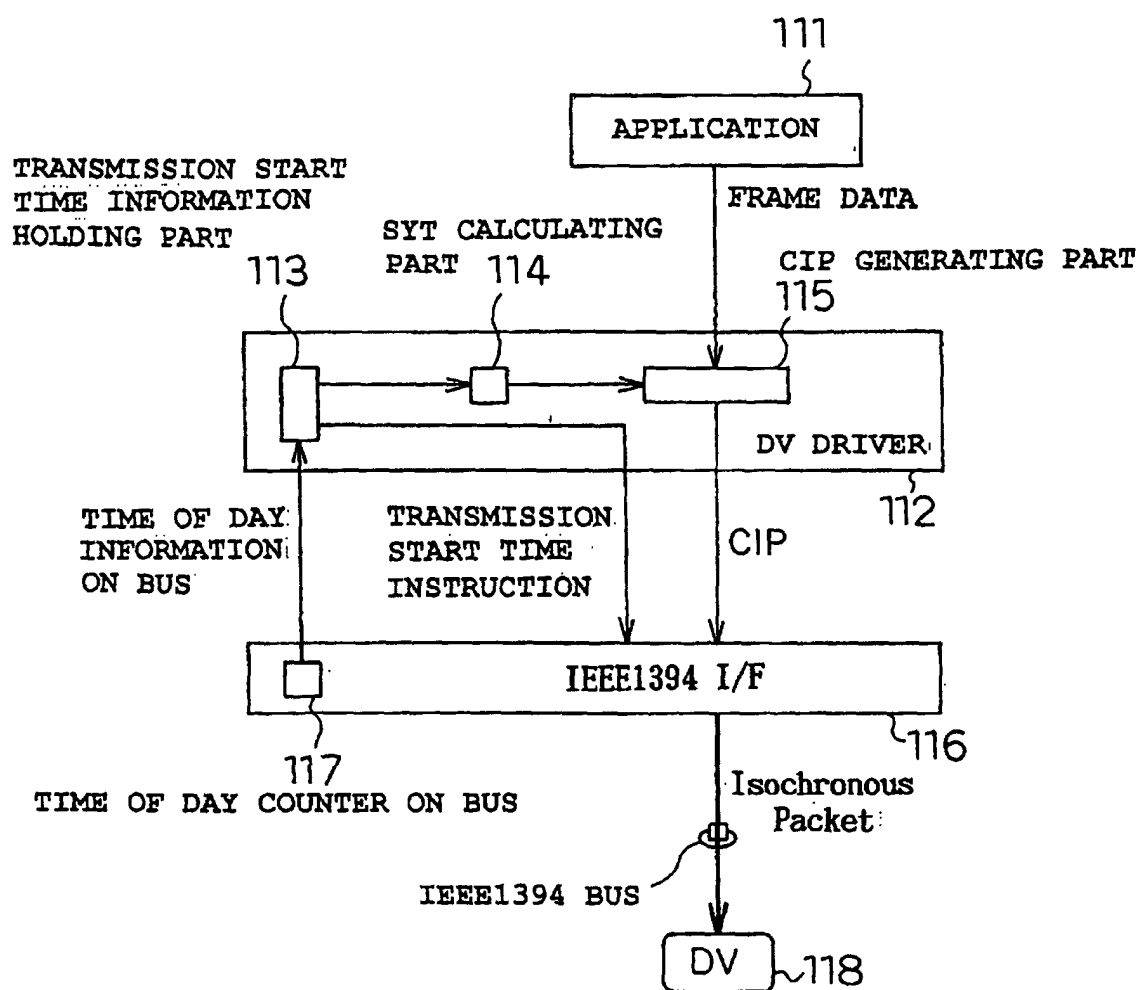 111
APPLICATION
TRANSMISSION START
TIME INFORMATION
HOLDING PART
FRAME DATA
SYT CALCULATING
PART
CIP GENERATING PART
113
114
115
DV DRIVER
112
TIME OF DAY
INFORMATION
ON BUS
TRANSMISSION
START TIME
INSTRUCTION
CIP
IEEE1394 I/F
116
117
TIME OF DAY COUNTER ON BUS
Isochronous
Packet
IEEE1394 BUS
DV
118